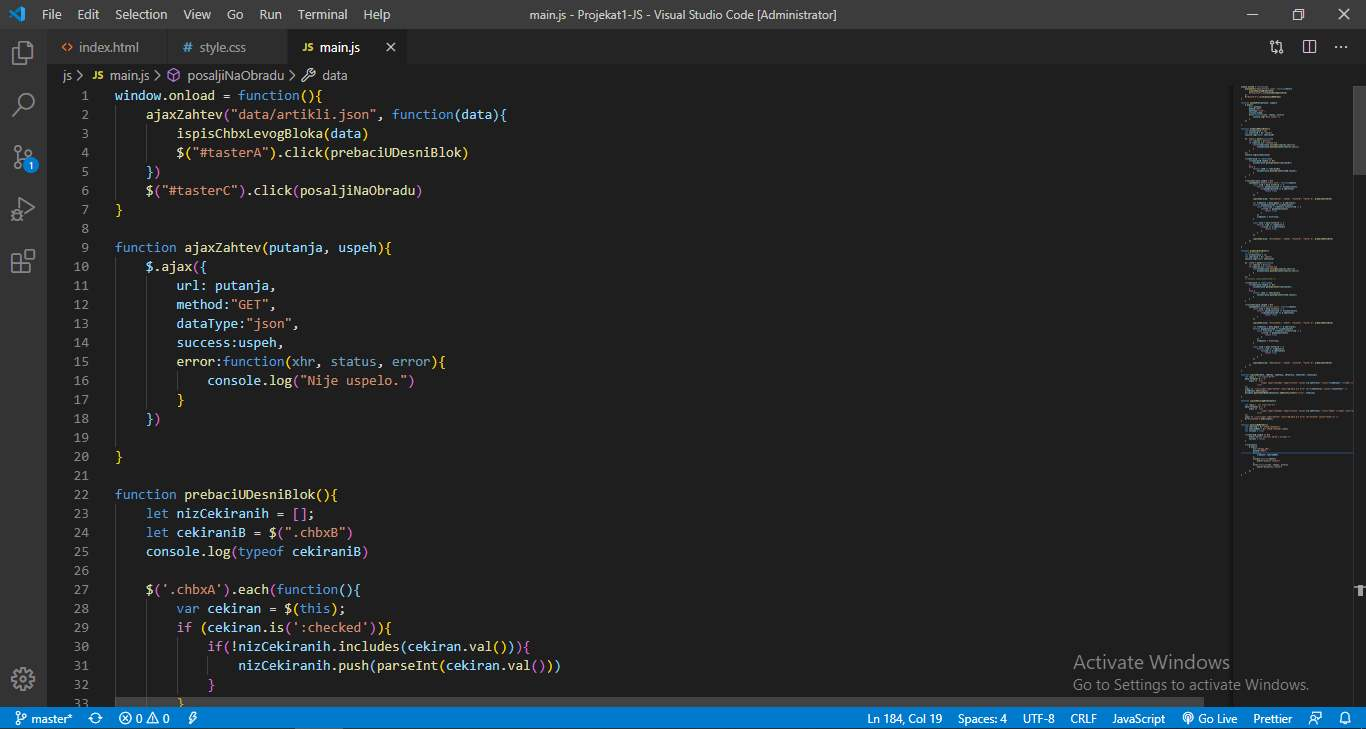 File Edit Selection View Go Run Terminal Help
main.js - Projekat1-JS - Visual Studio Code [Administrator]
index.html
# style.css
JS main.js
js > JS main.js > posaljiNaObradu > data
1 window.onload = function(){
2 ajaxZahtev("data/artikli.json", function(data){
3 ispisChbxLevogBloka(data)
4 $("#tasterA").click(prebaciUDesniBlok)
5 })
6 $("#tasterC").click(posaljiNaObradu)
7 }
8
9 function ajaxZahtev(putanja, uspeh){
10 $.ajax({
11 url: putanja,
12 method:"GET",
13 dataType:"json",
14 success:uspeh,
15 error:function(xhr, status, error){
16 console.log("Nije uspelo.")
17 }
18 })
19
20 }
21
22 function prebaciUDesniBlok(){
23 let nizCekiranih = [];
24 let cekiraniB = $(".chbxB")
25 console.log(typeof cekiraniB)
26
27 $('.chbxA').each(function(){
28 var cekiran = $(this);
29 if (cekiran.is(':checked')){
30 if(!nizCekiranih.includes(cekiran.val())){
31 nizCekiranih.push(parseInt(cekiran.val()))
32 }
33 }
1
Activate Windows
Go to Settings to activate Windows.
master* 0 0 Ln 184, Col 19 Spaces: 4 UTF-8 CRLF JavaScript Go Live Prettier